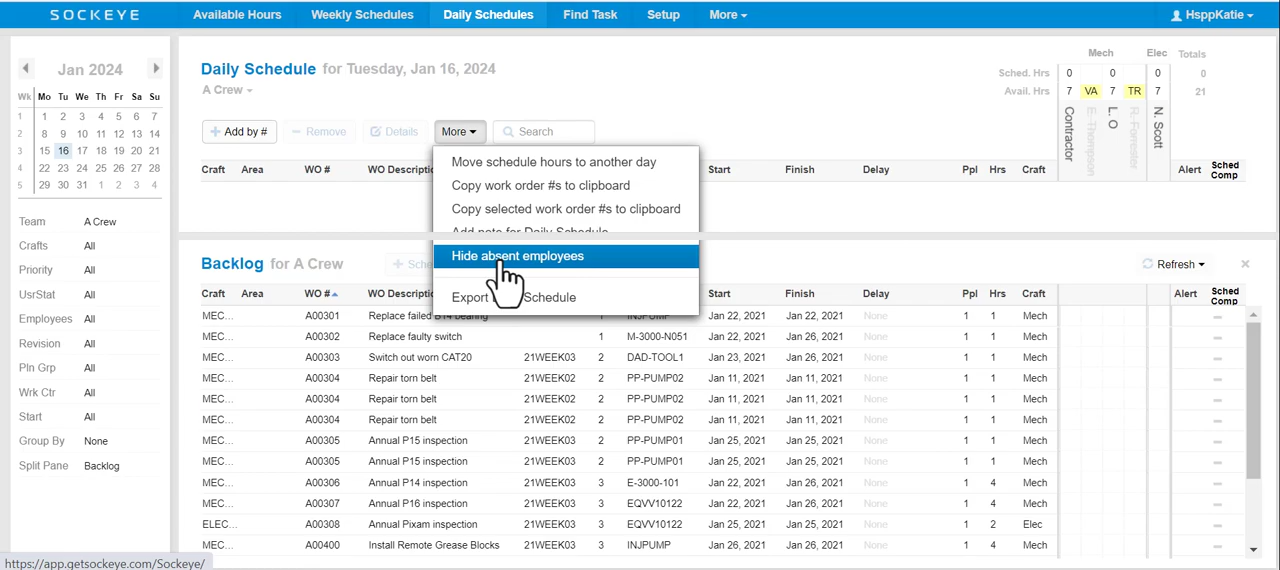 SOCKEYE Available Hours Weekly Schedules Daily Schedules Find Task Setup More HsppKatie
Jan 2024
Wk Mo Tu We Th Fr Sa Su
1 1 2 3 4 5 6 7
2 8 9 10 11 12 13 14
3 15 16 17 18 19 20 21
4 22 23 24 25 26 27 28
5 29 30 31 1 2 3 4
Team A Crew
Crafts All
Priority All
UsrStat All
Employees All
Revision All
Pln Grp All
Wrk Ctr All
Start All
Group By None
Split Pane Backlog
Daily Schedule for Tuesday, Jan 16, 2024
A Crew
Mech Elec Totals
Sched. Hrs 0 0 0 0
Avail. Hrs 7 VA 7 TR 7 21
Contractor E. Thompson L. O R. Forrester N. Scott
+ Add by # − Remove Details More Search
Craft Area WO # WO Descriptio Start Finish Delay Ppl Hrs Craft Alert Sched
Comp
Move schedule hours to another day
Copy work order #s to clipboard
Copy selected work order #s to clipboard
Add note for Daily Schedule
Hide absent employees
Export Schedule
Backlog for A Crew + Sche Refresh
Craft Area WO # WO Descriptio Start Finish Delay Ppl Hrs Craft Alert Sched
Comp
MEC... A00301 Replace failed B14 bearing 1 INJPUMP Jan 22, 2021 Jan 22, 2021 None 1 1 Mech
MEC... A00302 Replace faulty switch 1 M-3000-N051 Jan 22, 2021 Jan 26, 2021 None 1 1 Mech
MEC... A00303 Switch out worn CAT20 21WEEK03 2 DAD-TOOL1 Jan 23, 2021 Jan 26, 2021 None 1 1 Mech
MEC... A00304 Repair torn belt 21WEEK02 2 PP-PUMP02 Jan 11, 2021 Jan 11, 2021 None 1 1 Mech
MEC... A00304 Repair torn belt 21WEEK02 2 PP-PUMP02 Jan 11, 2021 Jan 11, 2021 None 1 1 Mech
MEC... A00304 Repair torn belt 21WEEK02 2 PP-PUMP02 Jan 11, 2021 Jan 11, 2021 None 1 1 Mech
MEC... A00305 Annual P15 inspection 21WEEK03 2 PP-PUMP01 Jan 25, 2021 Jan 25, 2021 None 1 1 Mech
MEC... A00305 Annual P15 inspection 21WEEK03 2 PP-PUMP01 Jan 25, 2021 Jan 25, 2021 None 1 1 Mech
MEC... A00306 Annual P14 inspection 21WEEK03 3 E-3000-101 Jan 22, 2021 Jan 26, 2021 None 1 4 Mech
MEC... A00307 Annual P16 inspection 21WEEK03 3 EQVV10122 Jan 22, 2021 Jan 26, 2021 None 1 4 Mech
ELEC... A00308 Annual Pixam inspection 21WEEK03 3 EQVV10122 Jan 25, 2021 Jan 25, 2021 None 1 2 Elec
MEC... A00400 Install Remote Grease Blocks 21WEEK03 3 INJPUMP Jan 26, 2021 Jan 26, 2021 None 1 4 Mech
https://app.getsockeye.com/Sockeye/